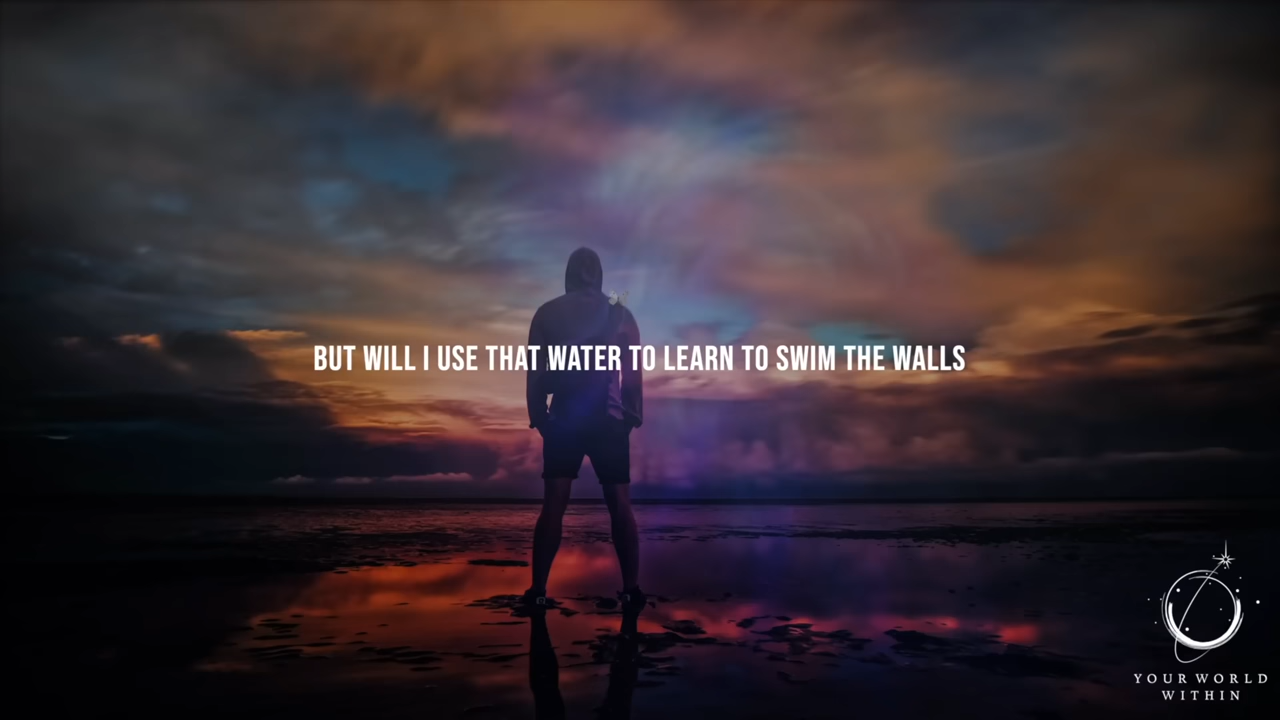 BUT WILL I USE THAT WATER TO LEARN TO SWIM THE WALLS
YOUR WORLD
WITHIN